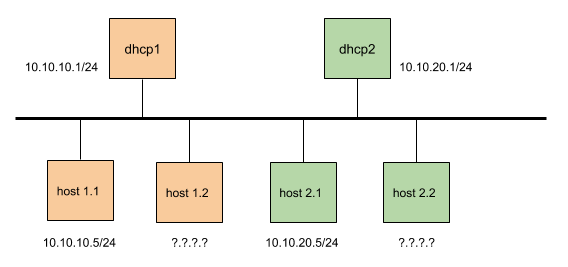 dhcp1
dhcp2
10.10.10.1/24
10.10.20.1/24
host 1.1
host 1.2
host 2.1
host 2.2
10.10.10.5/24
?.?.?.?
10.10.20.5/24
?.?.?.?